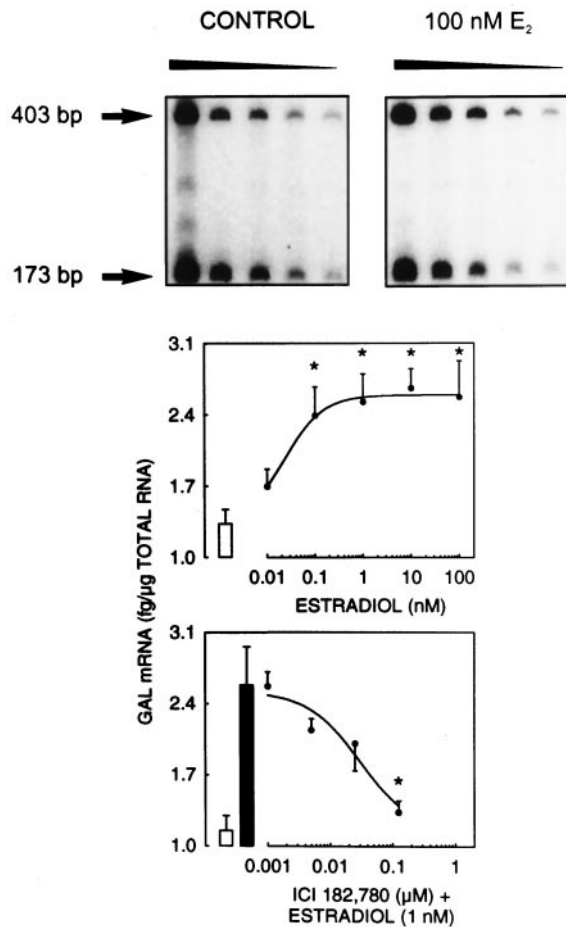 CONTROL 100 nM E₂
403 bp
173 bp
GAL mRNA (fg/µg TOTAL RNA)
3.1
*
*
*
*
2.4
1.7
1.0
0.01 0.1 1 10 100
ESTRADIOL (nM)
3.1
2.4
1.7
*
1.0
0.001 0.01 0.1 1
ICI 182,780 (µM) +
ESTRADIOL (1 nM)